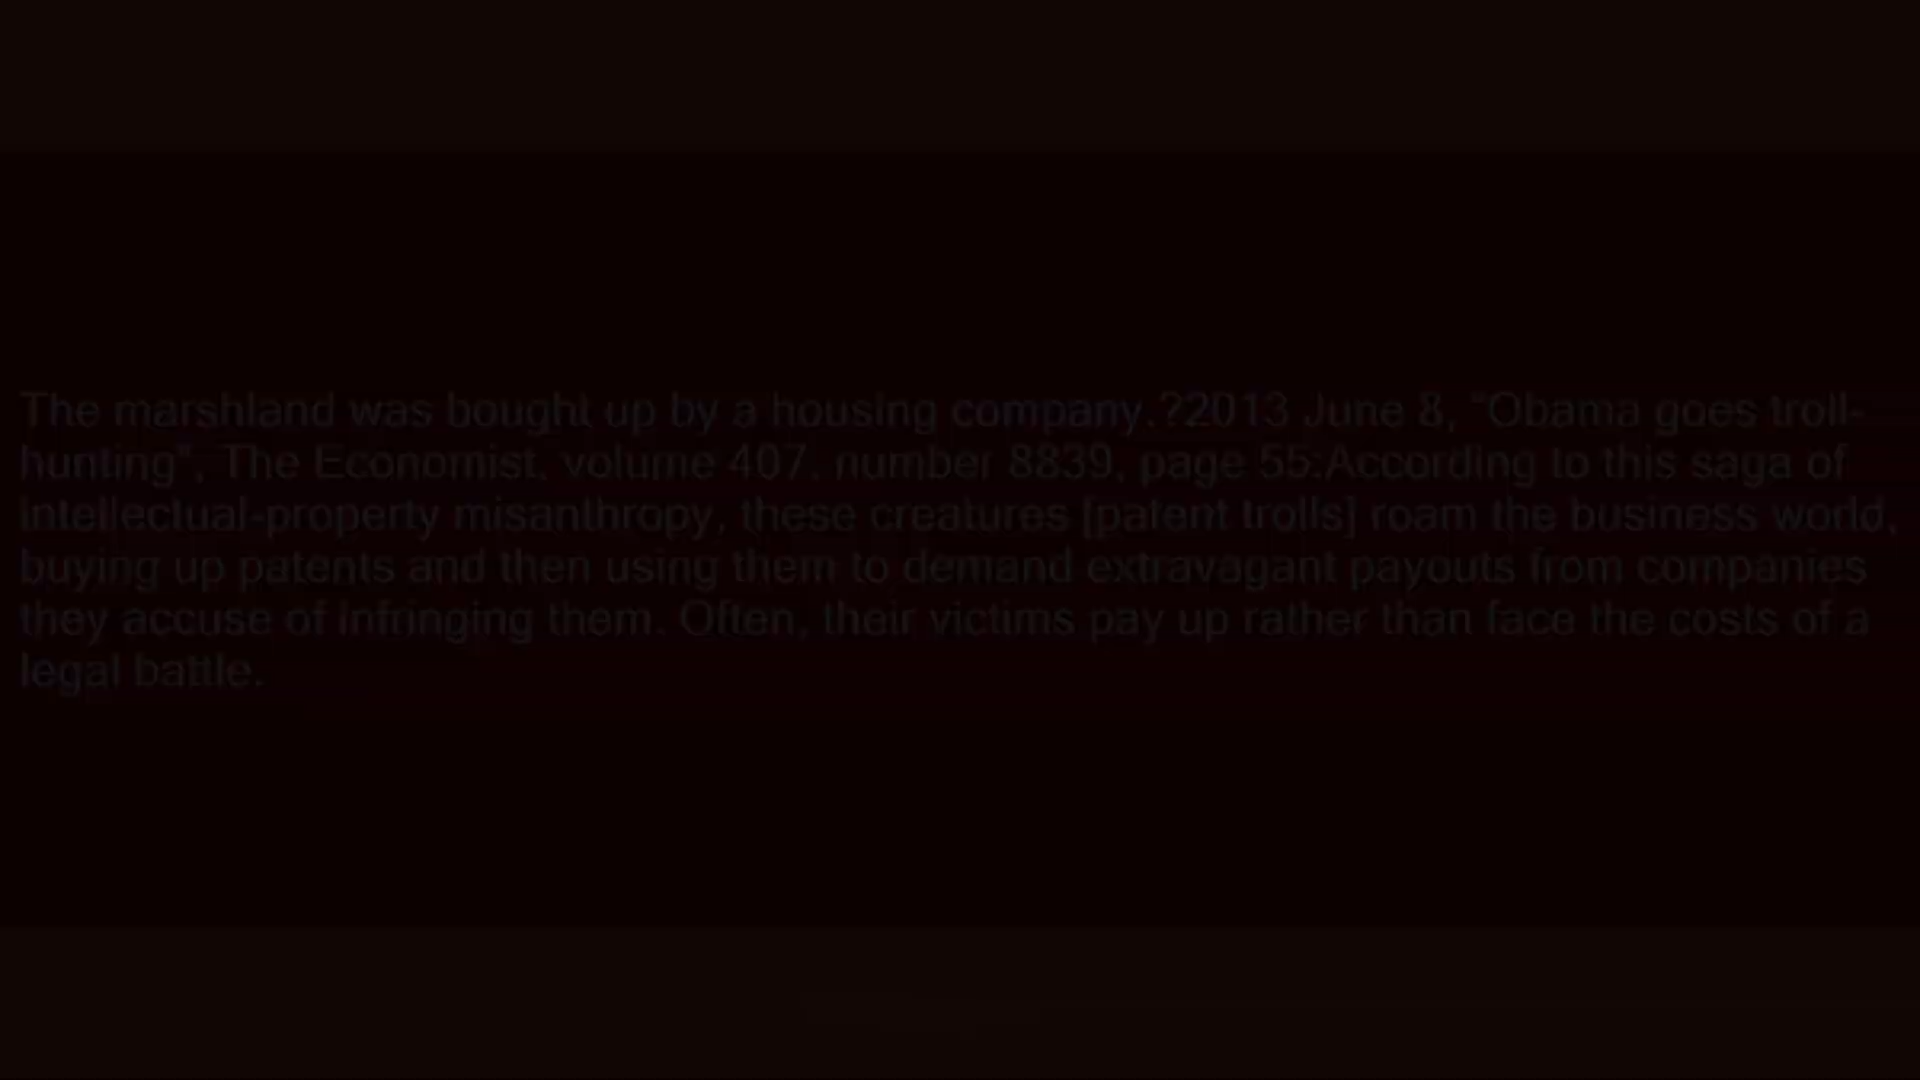 The marshland was bought up by a housing company.?2013 June 8, “Obama goes troll-
hunting”, The Economist, volume 407, number 8839, page 55:According to this saga of
intellectual-property misanthropy, these creatures [patent trolls] roam the business world,
buying up patents and then using them to demand extravagant payouts from companies
they accuse of infringing them. Often, their victims pay up rather than face the costs of a
legal battle.